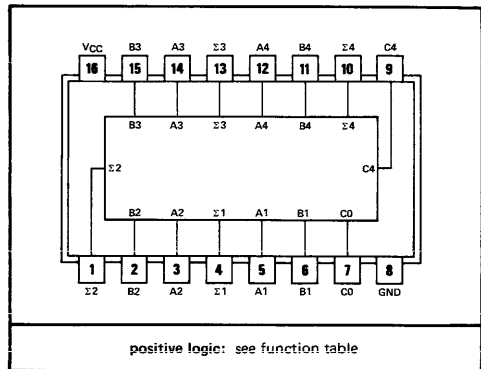 VCC B3 A3 Σ3 A4 B4 Σ4 C4
16 15 14 13 12 11 10 9
B3 A3 Σ3 A4 B4 Σ4
Σ2 C4
B2 A2 Σ1 A1 B1 C0
1 2 3 4 5 6 7 8
Σ2 B2 A2 Σ1 A1 B1 C0 GND
positive logic: see function table